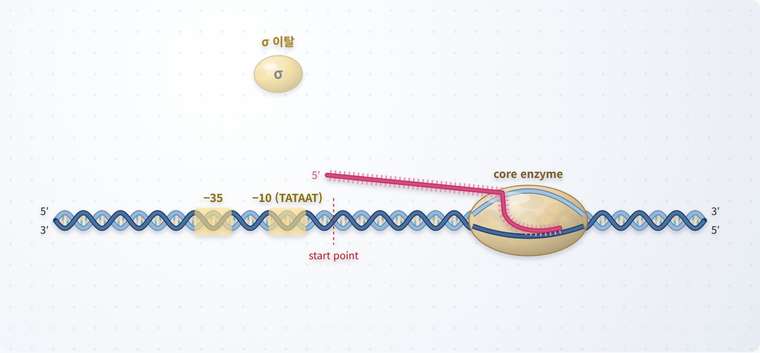 σ 이탈
σ
5′
core enzyme
−35
−10 (TATAAT)
5′
3′
3′
5′
start point